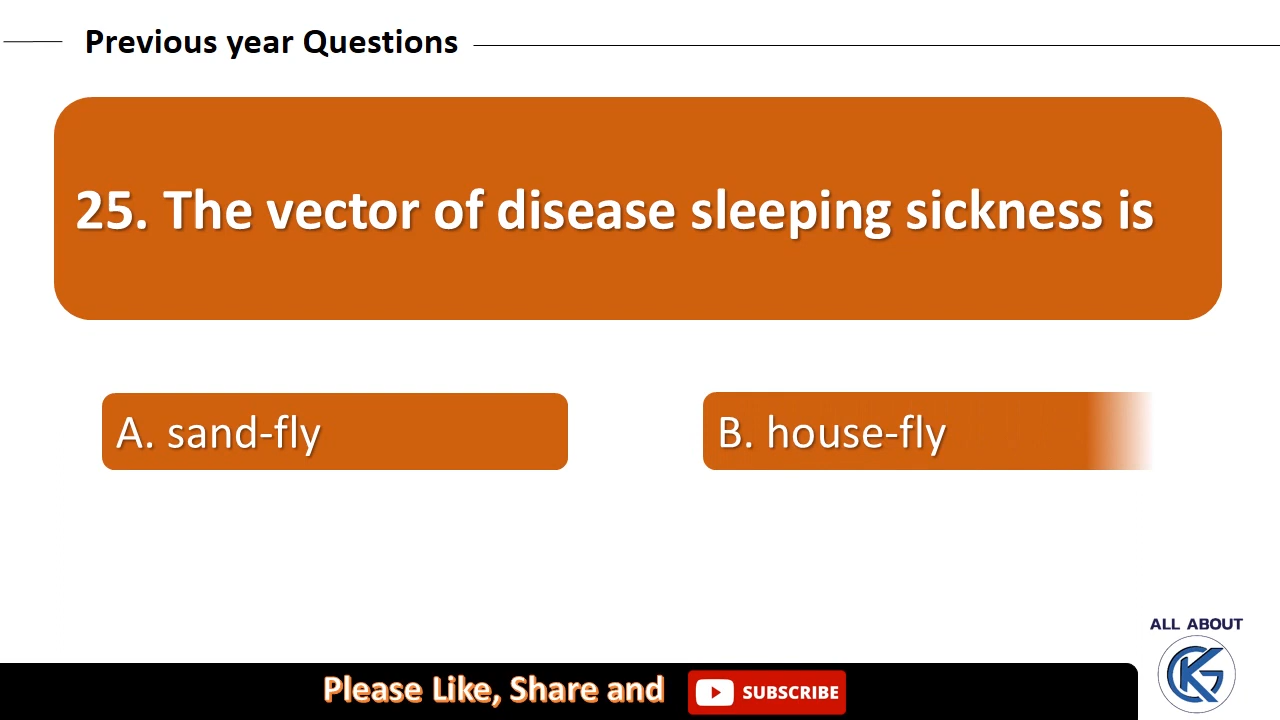 Previous year Questions
25. The vector of disease sleeping sickness is
A. sand-fly
B. house-fly
ALL ABOUT
GK
Please Like, Share and
SUBSCRIBE